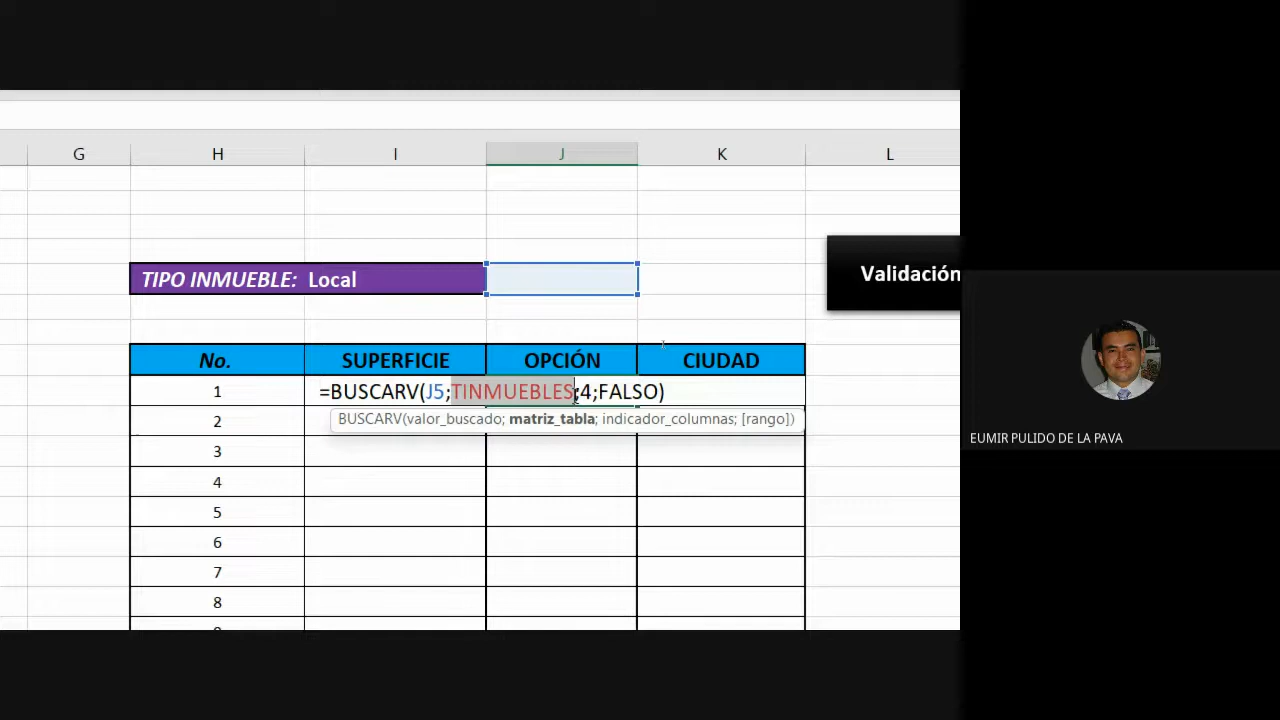 G H I J K L
TIPO INMUEBLE: Local
Validación
No. SUPERFICIE OPCIÓN CIUDAD
1 =BUSCARV(J5;TINMUEBLES;4;FALSO)
2 BUSCARV(valor_buscado; matriz_tabla; indicador_columnas; [rango])
3
4
5
6
7
8
EUMIR PULIDO DE LA PAVA